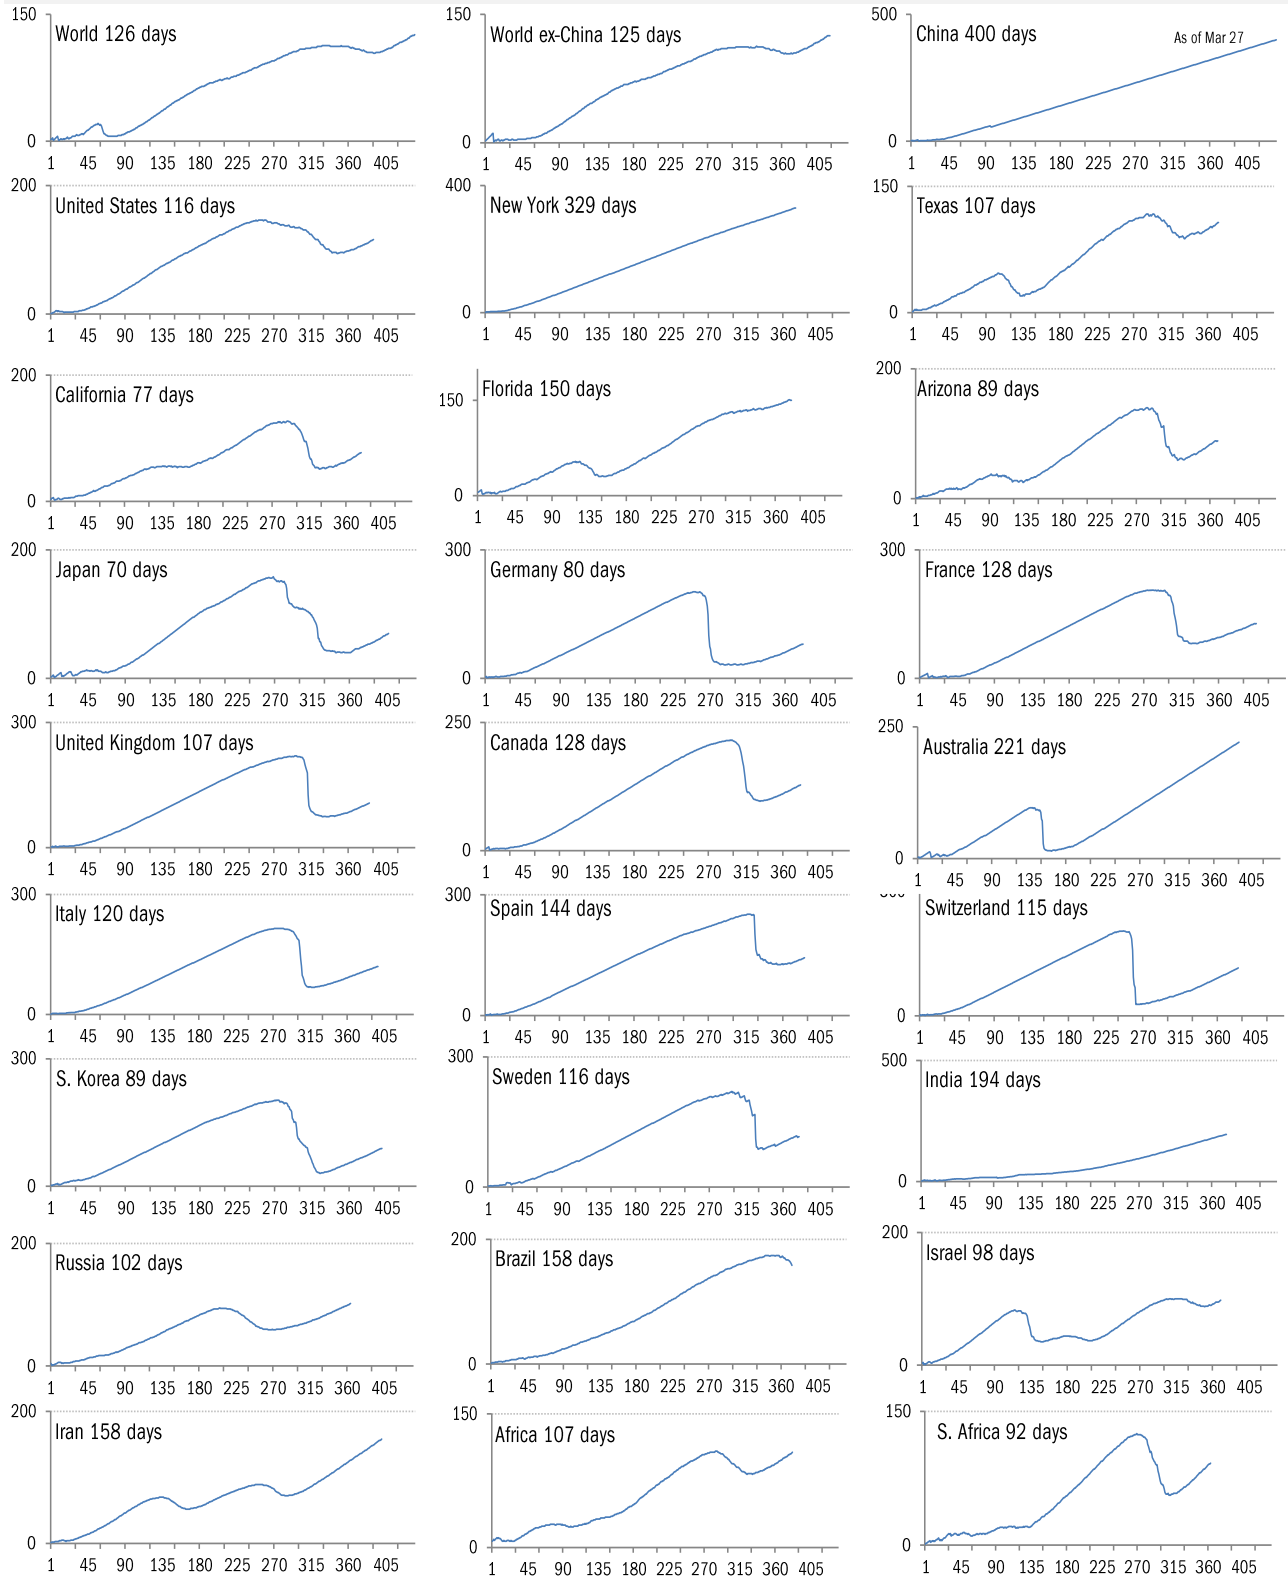 150
World 126 days
0
1 45 90 135 180 225 270 315 360 405
150
World ex-China 125 days
0
1 45 90 135 180 225 270 315 360 405
500
China 400 days
As of Mar 27
0
1 45 90 135 180 225 270 315 360 405
200
United States 116 days
0
1 45 90 135 180 225 270 315 360 405
400
New York 329 days
0
1 45 90 135 180 225 270 315 360 405
150
Texas 107 days
0
1 45 90 135 180 225 270 315 360 405
200
California 77 days
0
1 45 90 135 180 225 270 315 360 405
Florida 150 days
150
0
1 45 90 135 180 225 270 315 360 405
200
Arizona 89 days
0
1 45 90 135 180 225 270 315 360 405
200
Japan 70 days
0
1 45 90 135 180 225 270 315 360 405
300
Germany 80 days
0
1 45 90 135 180 225 270 315 360 405
300
France 128 days
0
1 45 90 135 180 225 270 315 360 405
300
United Kingdom 107 days
0
1 45 90 135 180 225 270 315 360 405
250
Canada 128 days
0
1 45 90 135 180 225 270 315 360 405
250
Australia 221 days
0
1 45 90 135 180 225 270 315 360 405
300
Italy 120 days
0
1 45 90 135 180 225 270 315 360 405
300
Spain 144 days
0
1 45 90 135 180 225 270 315 360 405
Switzerland 115 days
0
1 45 90 135 180 225 270 315 360 405
300
S. Korea 89 days
0
1 45 90 135 180 225 270 315 360 405
300
Sweden 116 days
0
1 45 90 135 180 225 270 315 360 405
500
India 194 days
0
1 45 90 135 180 225 270 315 360 405
200
Russia 102 days
0
1 45 90 135 180 225 270 315 360 405
200
Brazil 158 days
0
1 45 90 135 180 225 270 315 360 405
200
Israel 98 days
0
1 45 90 135 180 225 270 315 360 405
200
Iran 158 days
0
1 45 90 135 180 225 270 315 360 405
150
Africa 107 days
0
1 45 90 135 180 225 270 315 360 405
150
S. Africa 92 days
0
1 45 90 135 180 225 270 315 360 405